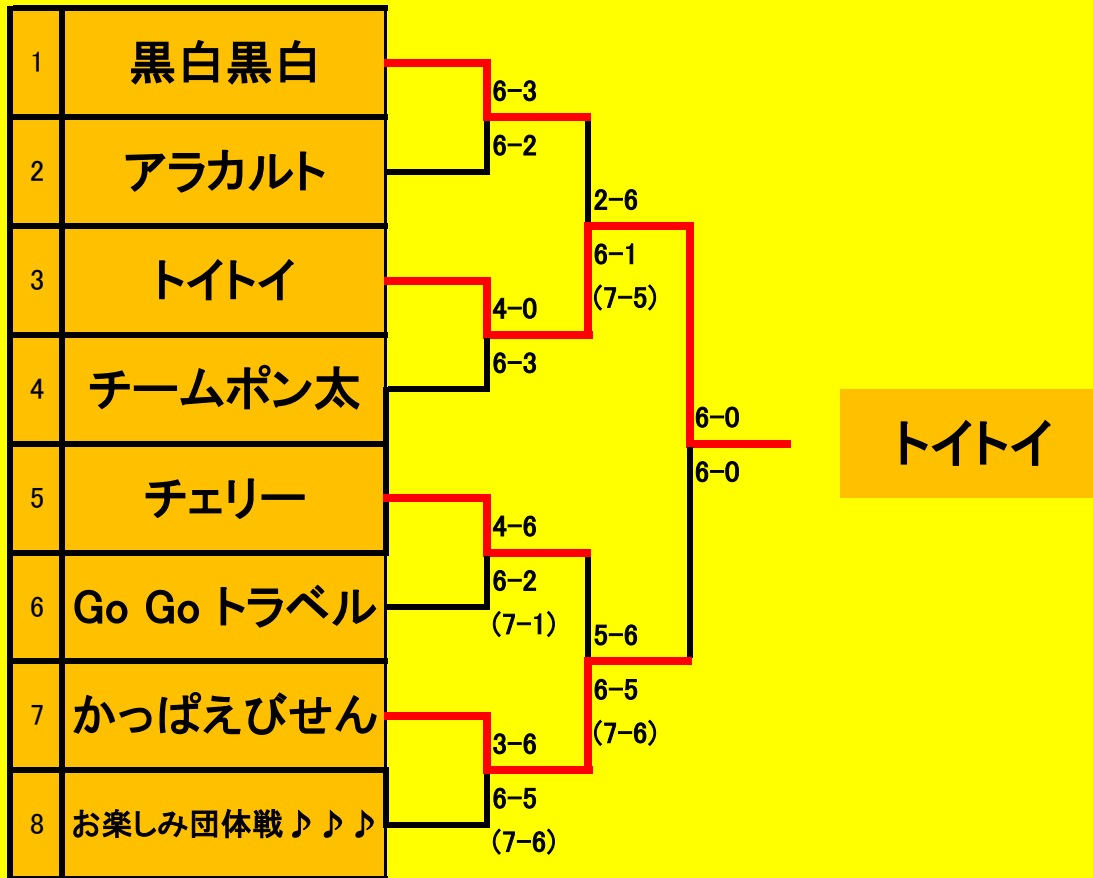 1 黒白黒白
2 アラカルト
3 トイトイ
4 チームポン太
5 チェリー
6 Go Go トラベル
7 かっぱえびせん
8 お楽しみ団体戦♪♪♪
6-3
6-2
4-0
6-3
4-6
6-2
(7-1)
3-6
6-5
(7-6)
2-6
6-1
(7-5)
5-6
6-5
(7-6)
6-0
6-0
トイトイ